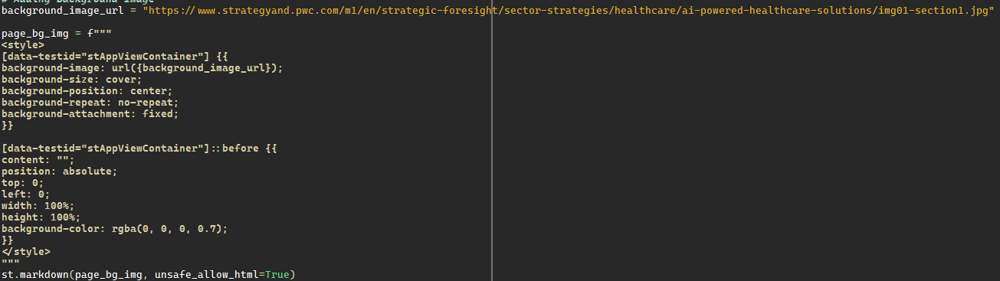 # Adding Background Image
background_image_url = "https://www.strategyand.pwc.com/m1/en/strategic-foresight/sector-strategies/healthcare/ai-powered-healthcare-solutions/img01-section1.jpg"
page_bg_img = f"""
<style>
[data-testid="stAppViewContainer"] {{
background-image: url({background_image_url});
background-size: cover;
background-position: center;
background-repeat: no-repeat;
background-attachment: fixed;
}}
[data-testid="stAppViewContainer"]::before {{
content: "";
position: absolute;
top: 0;
left: 0;
width: 100%;
height: 100%;
background-color: rgba(0, 0, 0, 0.7);
}}
</style>
"""
st.markdown(page_bg_img, unsafe_allow_html=True)